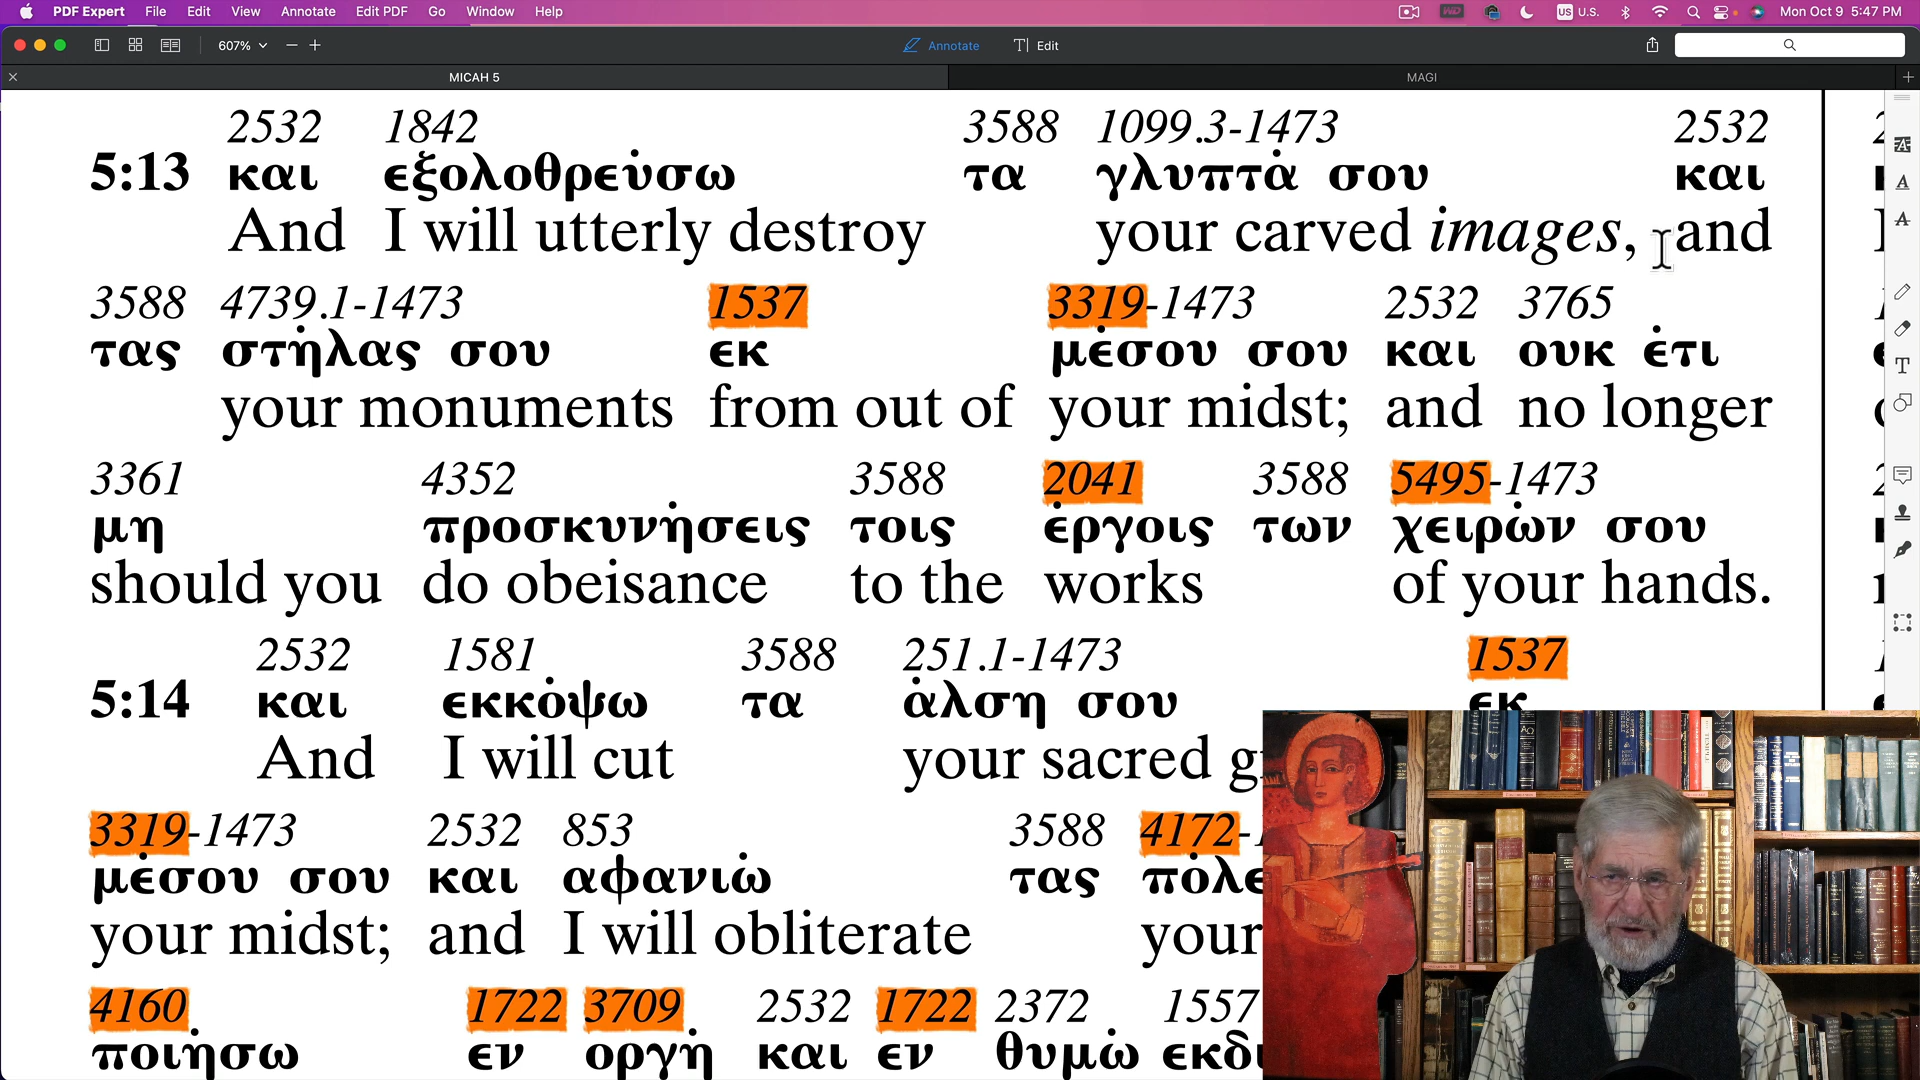 PDF Expert File Edit View Annotate Edit PDF Go Window Help US U.S. Mon Oct 9 5:47 PM
607% Annotate T Edit
MICAH 5 MAGI
2532 1842 3588 1099.3-1473 2532
5:13 και εξολοθρεύσω τα γλυπτά σου και
And I will utterly destroy your carved images, and
3588 4739.1-1473 1537 3319-1473 2532 3765
τας στήλας σου εκ μέσου σου και ουκ έτι
your monuments from out of your midst; and no longer
3361 4352 3588 2041 3588 5495-1473
μη προσκυνήσεις τοις έργοις των χειρών σου
should you do obeisance to the works of your hands.
2532 1581 3588 251.1-1473 1537
5:14 και εκκόψω τα άλση σου εκ
And I will cut your sacred
3319-1473 2532 853 3588 4172-
μέσου σου και αφανιώ τας
your midst; and I will obliterate your
4160 1722 3709 2532 1722 2372 1557
ποιήσω εν οργή και εν θυμώ